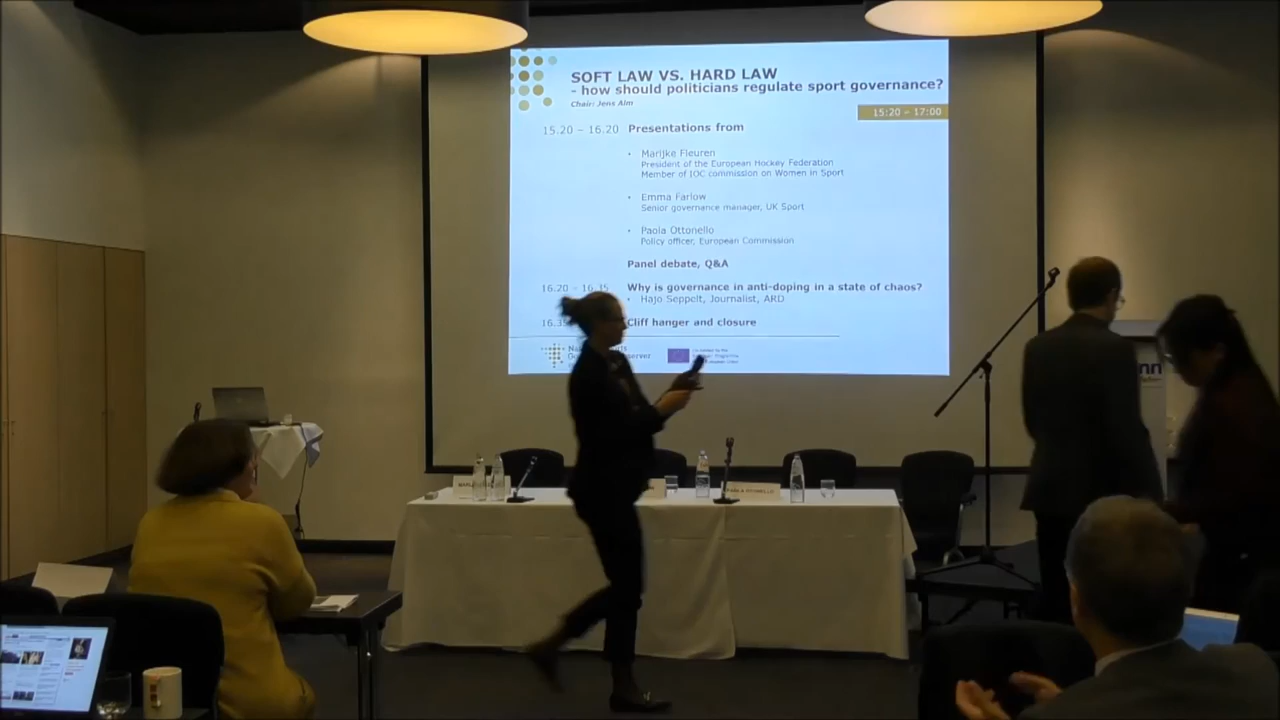 SOFT LAW VS. HARD LAW
- how should politicians regulate sport governance?
Chair: Jens Alm
15:20 - 17:00
15.20 – 16.20 Presentations from
• Marijke Fleuren
President of the European Hockey Federation
Member of IOC commission on Women in Sport
• Emma Farlow
Senior governance manager, UK Sport
• Paola Ottonello
Policy officer, European Commission
Panel debate, Q&A
16.20 – 16.35 Why is governance in anti-doping in a state of chaos?
• Hajo Seppelt, Journalist, ARD
16.35 Cliff hanger and closure